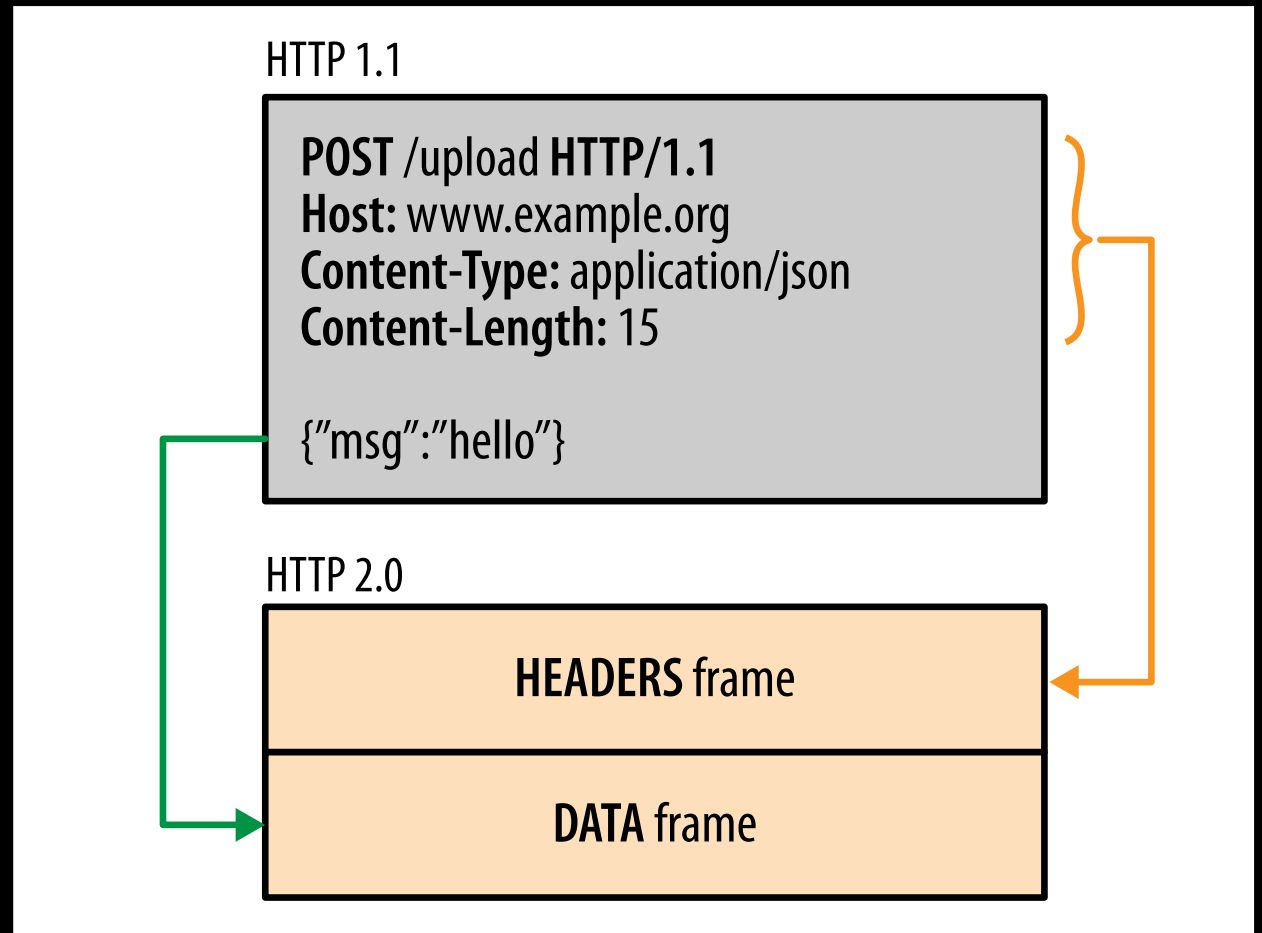 HTTP 1.1
POST /upload HTTP/1.1
Host: www.example.org
Content-Type: application/json
Content-Length: 15
{”msg”:”hello”}
HTTP 2.0
HEADERS frame
DATA frame